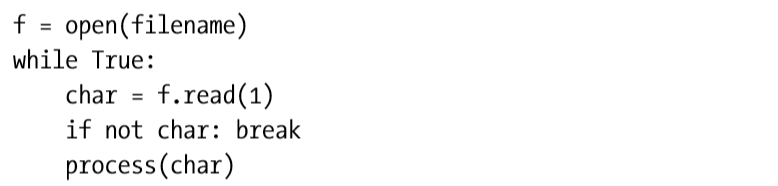 f = open(filename)
while True:
    char = f.read(1)
    if not char: break
    process(char)